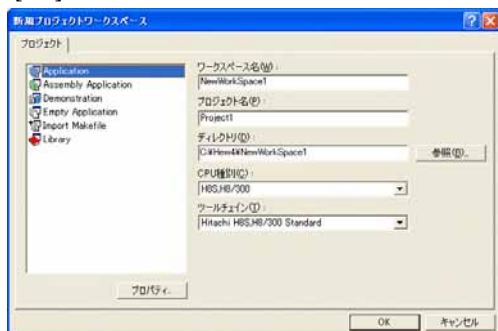 新規プロジェクトワークスペース
プロジェクト
Application
Assembly Application
Demonstration
Empty Application
Import Makefile
Library
プロパティ...
ワークスペース名(W) :
NewWorkSpace1
プロジェクト名(P) :
Project1
ディレクトリ(D) :
C:¥Hew4¥NewWorkSpace1
参照(B)...
CPU種別(C) :
H8S,H8/300
ツールチェイン(T) :
Hitachi H8S,H8/300 Standard
OK
キャンセル